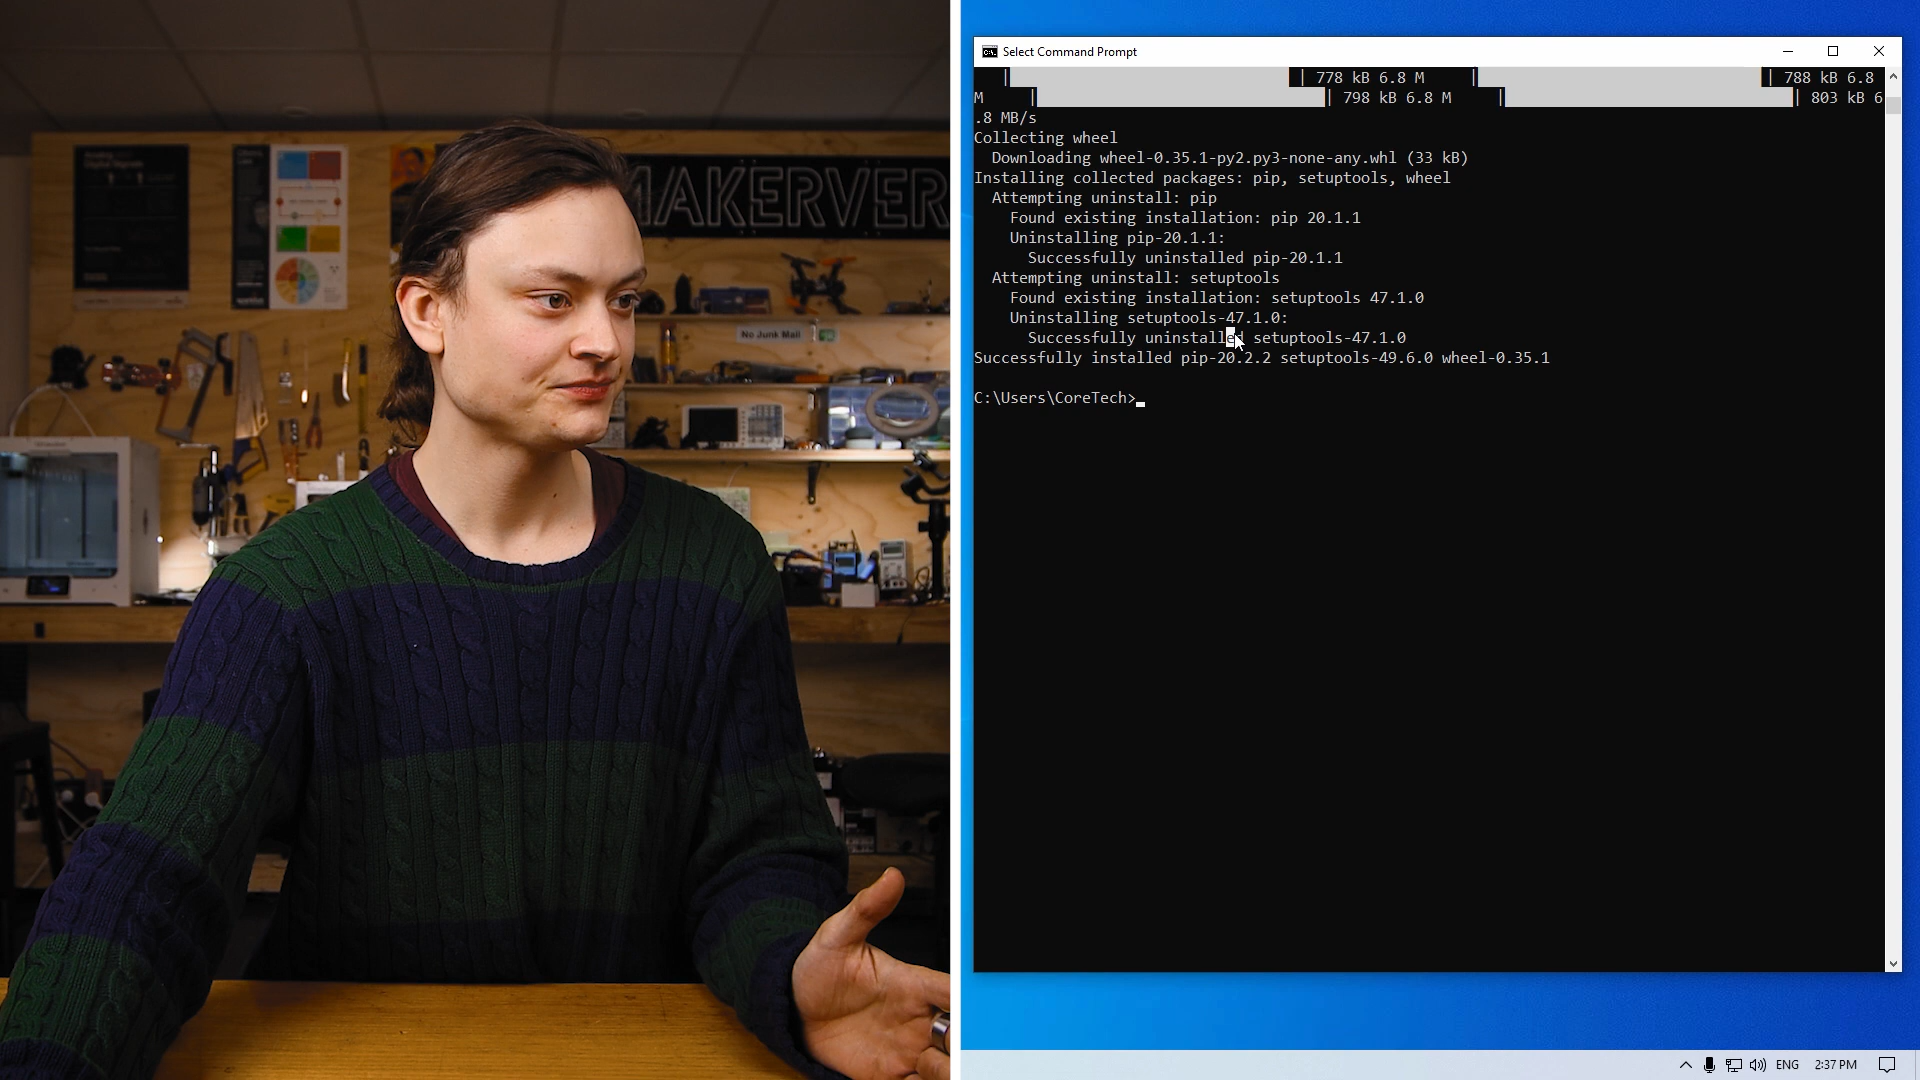 MAKERVER
No Junk Mail
Select Command Prompt
778 kB 6.8 M 788 kB 6.8
M 798 kB 6.8 M 803 kB 6
.8 MB/s
Collecting wheel
Downloading wheel-0.35.1-py2.py3-none-any.whl (33 kB)
Installing collected packages: pip, setuptools, wheel
Attempting uninstall: pip
Found existing installation: pip 20.1.1
Uninstalling pip-20.1.1:
Successfully uninstalled pip-20.1.1
Attempting uninstall: setuptools
Found existing installation: setuptools 47.1.0
Uninstalling setuptools-47.1.0:
Successfully uninstalled setuptools-47.1.0
Successfully installed pip-20.2.2 setuptools-49.6.0 wheel-0.35.1
C:\Users\CoreTech>
ENG 2:37 PM